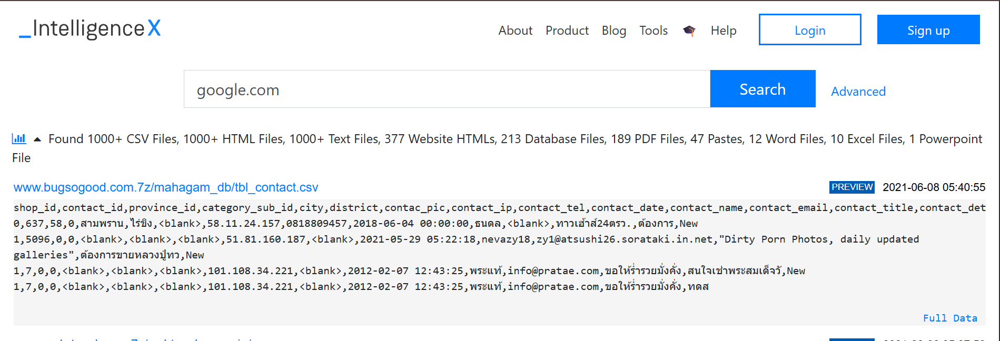 _IntelligenceX
About Product Blog Tools Help Login Sign up
google.com Search Advanced
Found 1000+ CSV Files, 1000+ HTML Files, 1000+ Text Files, 377 Website HTMLs, 213 Database Files, 189 PDF Files, 47 Pastes, 12 Word Files, 10 Excel Files, 1 Powerpoint
File
www.bugsogood.com.7z/mahagam_db/tbl_contact.csv PREVIEW 2021-06-08 05:40:55
shop_id,contact_id,province_id,category_sub_id,city,district,contac_pic,contact_ip,contact_tel,contact_date,contact_name,contact_email,contact_title,contact_det
0,637,58,0,สามพราน,ไร่ขิง,<blank>,58.11.24.157,0818809457,2018-06-04 00:00:00,ธนดล,<blank>,ทาวเฮ้าส์24ตรว.,ต้องการ,New
1,5096,0,0,<blank>,<blank>,<blank>,51.81.160.187,<blank>,2021-05-29 05:22:18,nevazy18,zy1@atsushi26.sorataki.in.net,"Dirty Porn Photos, daily updated
galleries",ต้องการขายหลวงปู่ทว,New
1,7,0,0,<blank>,<blank>,<blank>,101.108.34.221,<blank>,2012-02-07 12:43:25,พระแท้,info@pratae.com,ขอให้ร่ำรวยมั่งคั่ง,สนใจเช่าพระสมเด็จวั,New
1,7,0,0,<blank>,<blank>,<blank>,101.108.34.221,<blank>,2012-02-07 12:43:25,พระแท้,info@pratae.com,ขอให้ร่ำรวยมั่งคั่ง,ทดส
Full Data